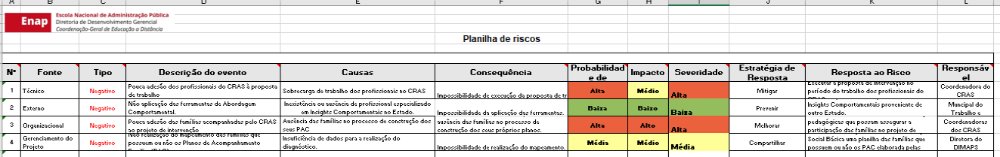 A B C D E F G H I J K L
Enap
Escola Nacional de Administração Pública
Diretoria de Desenvolvimento Gerencial
Coordenação-Geral de Educação a Distância
Planilha de riscos
Nº Fonte Tipo Descrição do evento Causas Consequência Probabilidad Impacto Severidade Estratégia de Resposta ao Risco Responsáv
e de Resposta el
1 Técnico Negativo Pouca adesão dos profissionais do CRAS à proposta Sobrecarga de trabalho dos profissionais no CRAS Impossibilidade de execução da proposta de tr Alta Médio Alta Mitigar Executar a proposta de intervenção no Coordenadora do
de trabalho período do trabalho dos profissionais do CRAS
2 Externo Negativo Não aplicação das ferramentas de Abordagem Inexistência ou ausência de profissional especializado Impossibilidade da aplicação das ferramentas. Baixa Baixo Baixa Prevenir Insights Comportamentais proveniente de Muncipal do
Comportamental. em Insights Comportamentais no Estado. outro Estado. Trabalho e
3 Organizacional Negativo Pouca adesão das famílias acompanhadas pelo CRAS Ausência das famílias no processo de construção dos ausência das famílias no processo de Alta Alto Alta Melhorar pedagógicas que possam assegurar a Coordenadoras
ao projeto de intervenção seus PAC construção dos seus próprios planos. participação das famílias no projeto de dos CRAS
4 Gerenciamento do Negativo Não realização do mapeamento das famílias que Insuficiência de dados para a realização do Impossibilidade de realização do mapeamento. Média Médio Média Compartilhar Social Básica uma planilha das famílias que Diretora do
Projeto possuem ou não os Planos de Acompanhamento diagnóstico. possuem ou não os PAC elaborada pelas DIMAPS